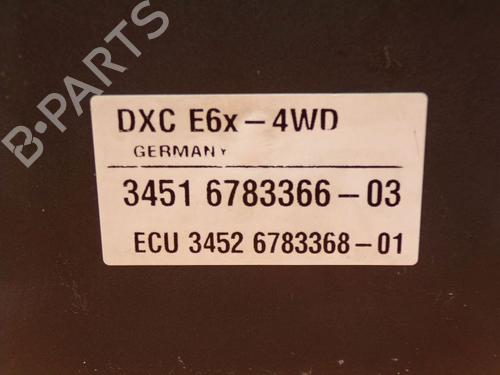 B-PARTS
DXC E6x-4WD
GERMANY
3451 6783366-03
ECU 3452 6783368-01